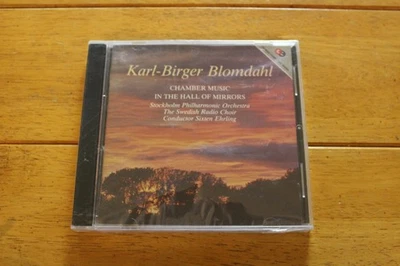 Karl-Birger Blomdahl
CHAMBER MUSIC
IN THE HALL OF MIRRORS
Stockholm Philharmonic Orchestra
The Swedish Radio Choir
Conductor Sixten Ehrling